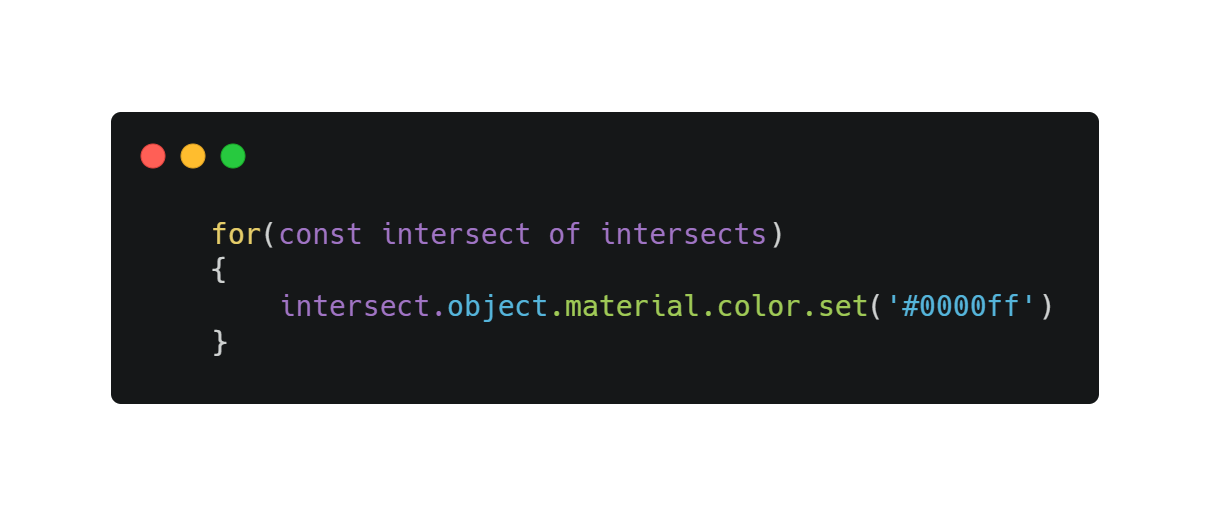 for(const intersect of intersects)
{
    intersect.object.material.color.set('#0000ff')
}